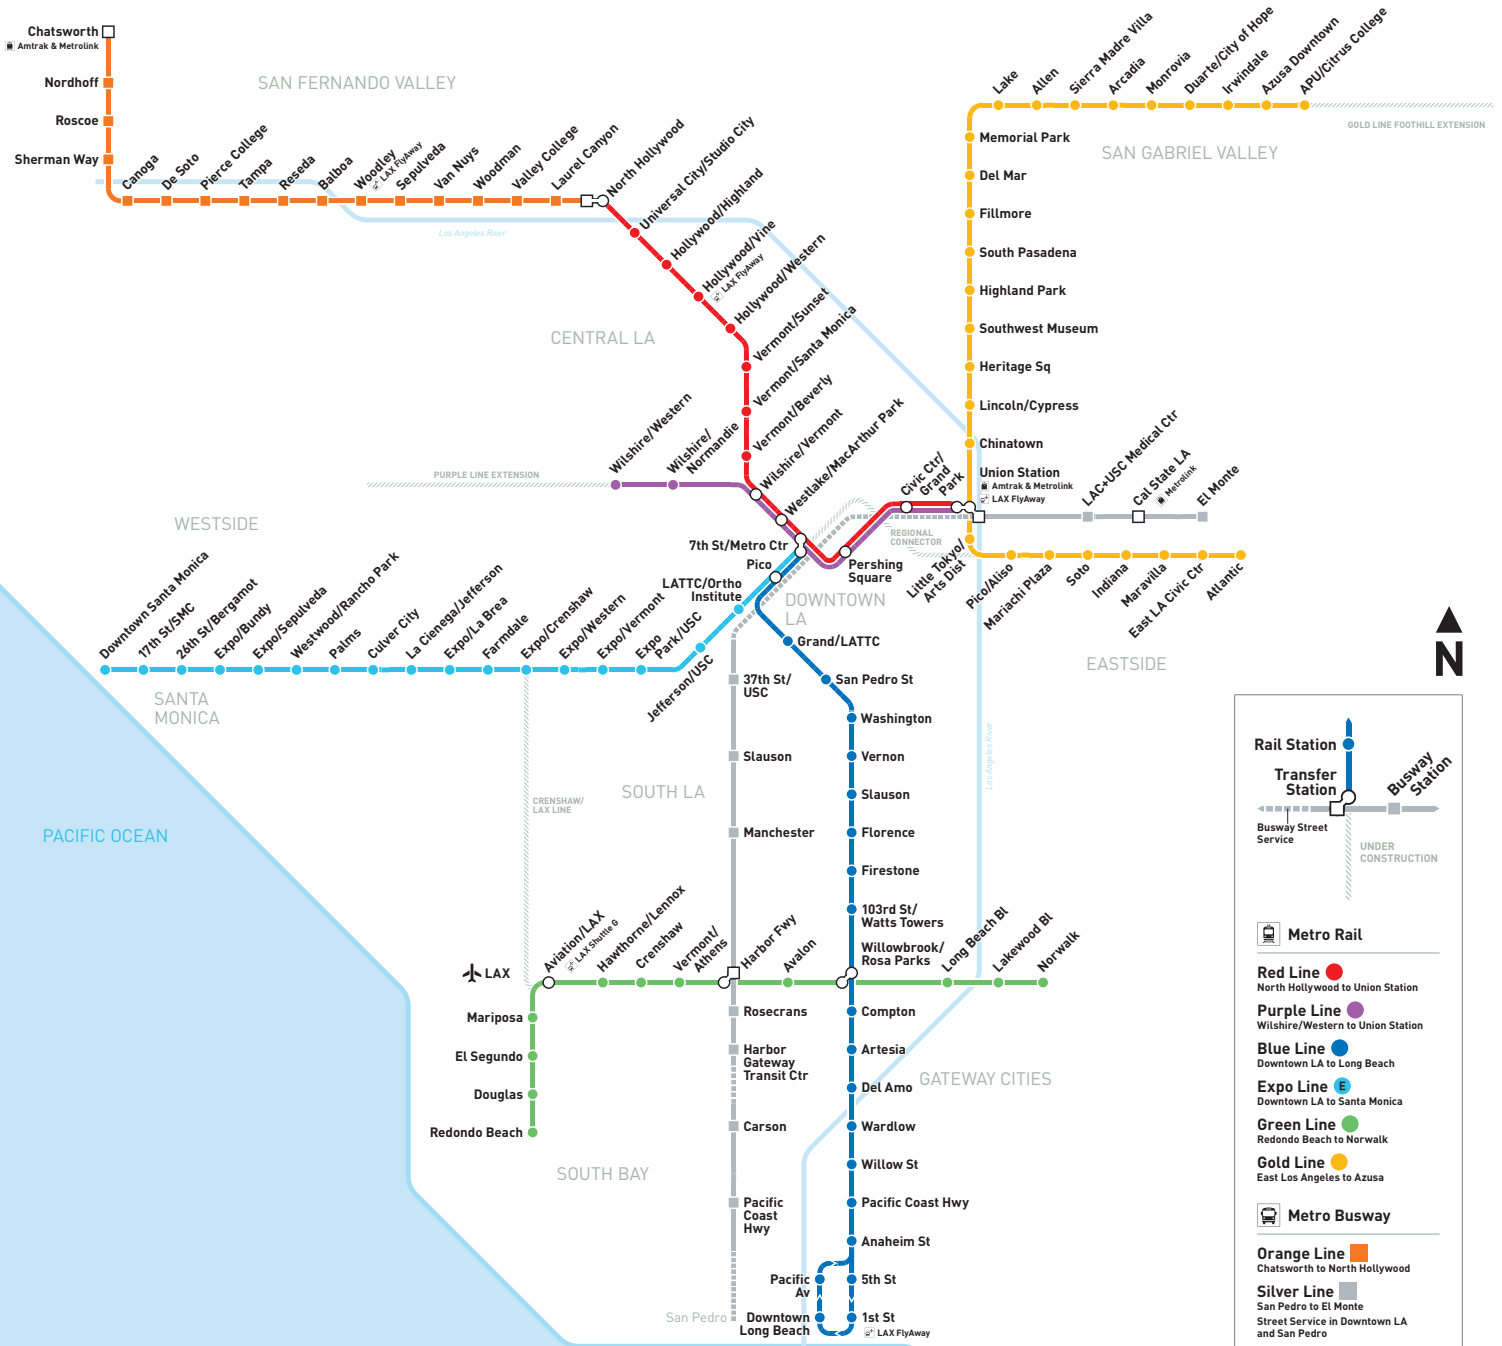 Chatsworth
Amtrak & Metrolink
Nordhoff
Roscoe
Sherman Way
SAN FERNANDO VALLEY
Canoga
De Soto
Pierce College
Tampa
Reseda
Balboa
Woodley
LAX FlyAway
Sepulveda
Van Nuys
Woodman
Valley College
Laurel Canyon
North Hollywood
Los Angeles River
Universal City/Studio City
Hollywood/Highland
Hollywood/Vine
LAX FlyAway
Hollywood/Western
Vermont/Sunset
Vermont/Santa Monica
Vermont/Beverly
Wilshire/Vermont
Westlake/MacArthur Park
CENTRAL LA
Wilshire/Western
Wilshire/
Normandie
PURPLE LINE EXTENSION
WESTSIDE
Lake
Allen
Sierra Madre Villa
Arcadia
Monrovia
Duarte/City of Hope
Irwindale
Azusa Downtown
APU/Citrus College
GOLD LINE FOOTHILL EXTENSION
SAN GABRIEL VALLEY
Memorial Park
Del Mar
Fillmore
South Pasadena
Highland Park
Southwest Museum
Heritage Sq
Lincoln/Cypress
Chinatown
Union Station
Amtrak & Metrolink
LAX FlyAway
Civic Ctr/
Grand
Park
LAC+USC Medical Ctr
Cal State LA
Metrolink
El Monte
REGIONAL
CONNECTOR
7th St/Metro Ctr
Pico
Pershing
Square
LATTC/Ortho
Institute
DOWNTOWN
LA
Little Tokyo/
Arts Dist
Pico/Aliso
Mariachi Plaza
Soto
Indiana
Maravilla
East LA Civic Ctr
Atlantic
EASTSIDE
N
Downtown Santa Monica
17th St/SMC
26th St/Bergamot
Expo/Bundy
Expo/Sepulveda
Westwood/Rancho Park
Palms
Culver City
La Cienega/Jefferson
Expo/La Brea
Farmdale
Expo/Crenshaw
Expo/Western
Expo/Vermont
Expo
Park/USC
Jefferson/USC
SANTA
MONICA
PACIFIC OCEAN
CRENSHAW/
LAX LINE
SOUTH LA
37th St/
USC
Slauson
Manchester
Grand/LATTC
San Pedro St
Washington
Vernon
Slauson
Florence
Firestone
103rd St/
Watts Towers
Willowbrook/
Rosa Parks
Los Angeles River
LAX
Aviation/LAX
LAX Shuttle G
Hawthorne/Lennox
Crenshaw
Vermont/
Athens
Harbor Fwy
Avalon
Long Beach Bl
Lakewood Bl
Norwalk
Mariposa
El Segundo
Douglas
Redondo Beach
Rosecrans
Harbor
Gateway
Transit Ctr
Carson
Pacific
Coast
Hwy
San Pedro
SOUTH BAY
Compton
Artesia
Del Amo
Wardlow
Willow St
Pacific Coast Hwy
Anaheim St
5th St
1st St
LAX FlyAway
Pacific
Av
Downtown
Long Beach
GATEWAY CITIES
Rail Station
Transfer
Station
Busway
Station
Busway Street
Service
UNDER
CONSTRUCTION
Metro Rail
Red Line
North Hollywood to Union Station
Purple Line
Wilshire/Western to Union Station
Blue Line
Downtown LA to Long Beach
Expo Line E
Downtown LA to Santa Monica
Green Line
Redondo Beach to Norwalk
Gold Line
East Los Angeles to Azusa
Metro Busway
Orange Line
Chatsworth to North Hollywood
Silver Line
San Pedro to El Monte
Street Service in Downtown LA
and San Pedro